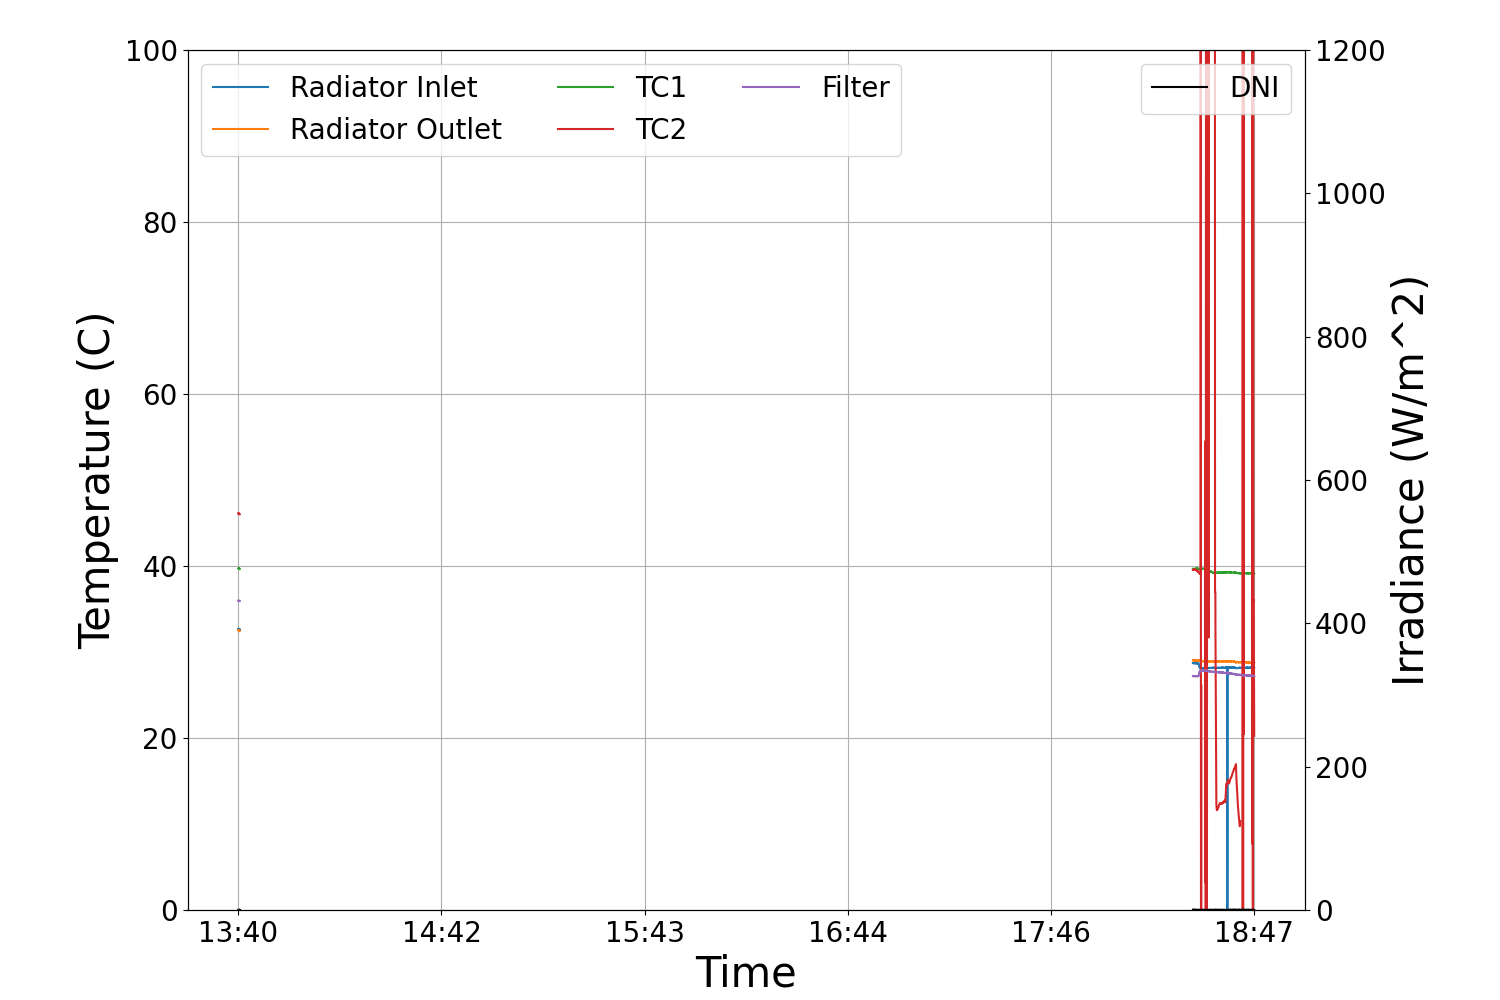 100
80
60
40
20
0
Temperature (C)
Radiator Inlet
Radiator Outlet
TC1
TC2
Filter
DNI
1200
1000
800
600
400
200
0
Irradiance (W/m^2)
13:40 14:42 15:43 16:44 17:46 18:47
Time